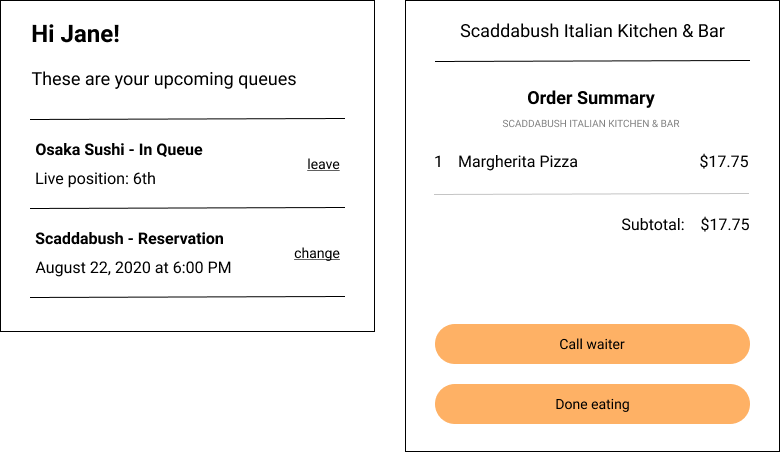 Hi Jane!
These are your upcoming queues
Osaka Sushi - In Queue
leave
Live position: 6th
Scaddabush - Reservation
change
August 22, 2020 at 6:00 PM
Scaddabush Italian Kitchen & Bar
Order Summary
SCADDABUSH ITALIAN KITCHEN & BAR
1 Margherita Pizza $17.75
Subtotal: $17.75
Call waiter
Done eating